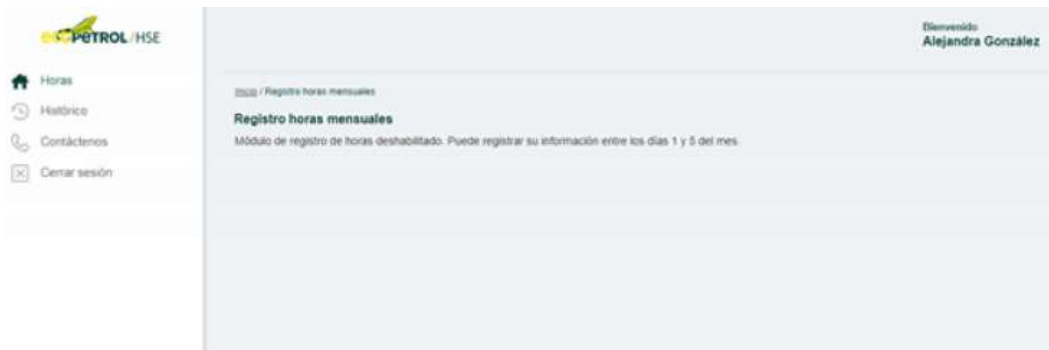 ecopetrol/HSE
Bienvenido
Alejandra González
Horas
Histórico
Contáctenos
Cerrar sesión
Inicio / Registro horas mensuales
Registro horas mensuales
Módulo de registro de horas deshabilitado. Puede registrar su información entre los días 1 y 5 del mes.